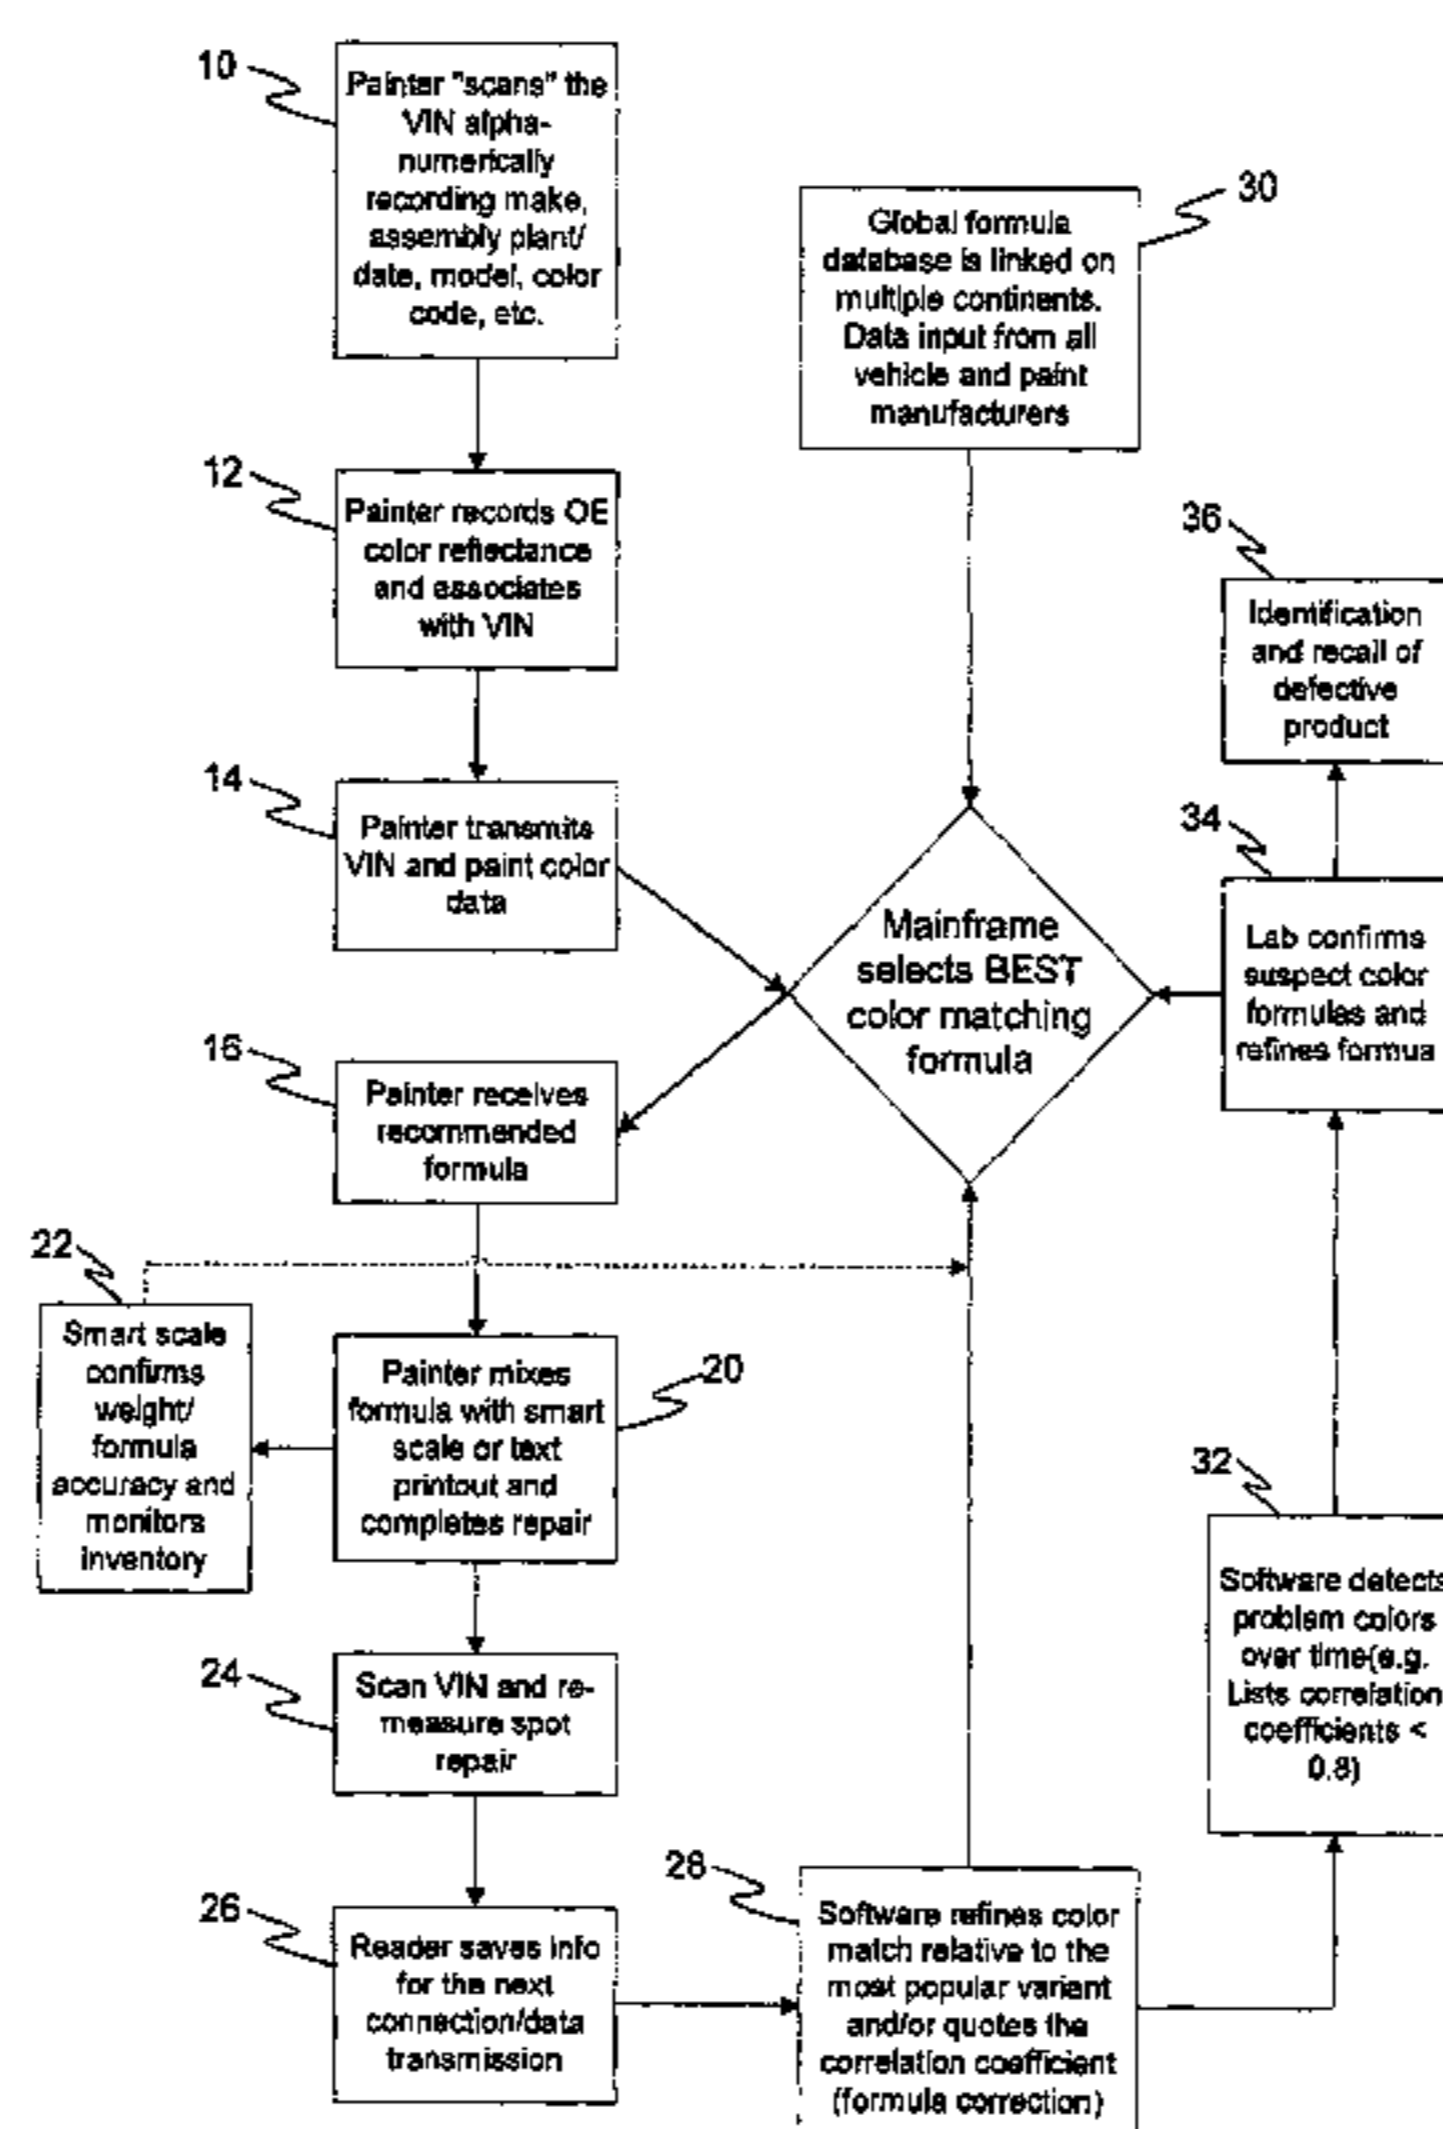 10
Painter "scans" the
VIN alpha-
numerically
recording make,
assembly plant/
date, model, color
code, etc.
12
Painter records OE
color reflectance
and associates
with VIN
14
Painter transmits
VIN and paint color
data
16
Painter receives
recommended
formula
22
Smart scale
confirms
weight/
formula
accuracy and
monitors
inventory
20
Painter mixes
formula with smart
scale or text
printout and
completes repair
24
Scan VIN and re-
measure spot
repair
26
Reader saves info
for the next
connection/data
transmission
30
Global formula
database is linked on
multiple continents.
Data input from all
vehicle and paint
manufacturers
Mainframe
selects BEST
color matching
formula
28
Software refines color
match relative to the
most popular variant
and/or quotes the
correlation coefficient
(formula correction)
36
Identification
and recall of
defective
product
34
Lab confirms
suspect color
formulas and
refines formua
32
Software detects
problem colors
over time(e.g.
Lists correlation
coefficients <
0.8)